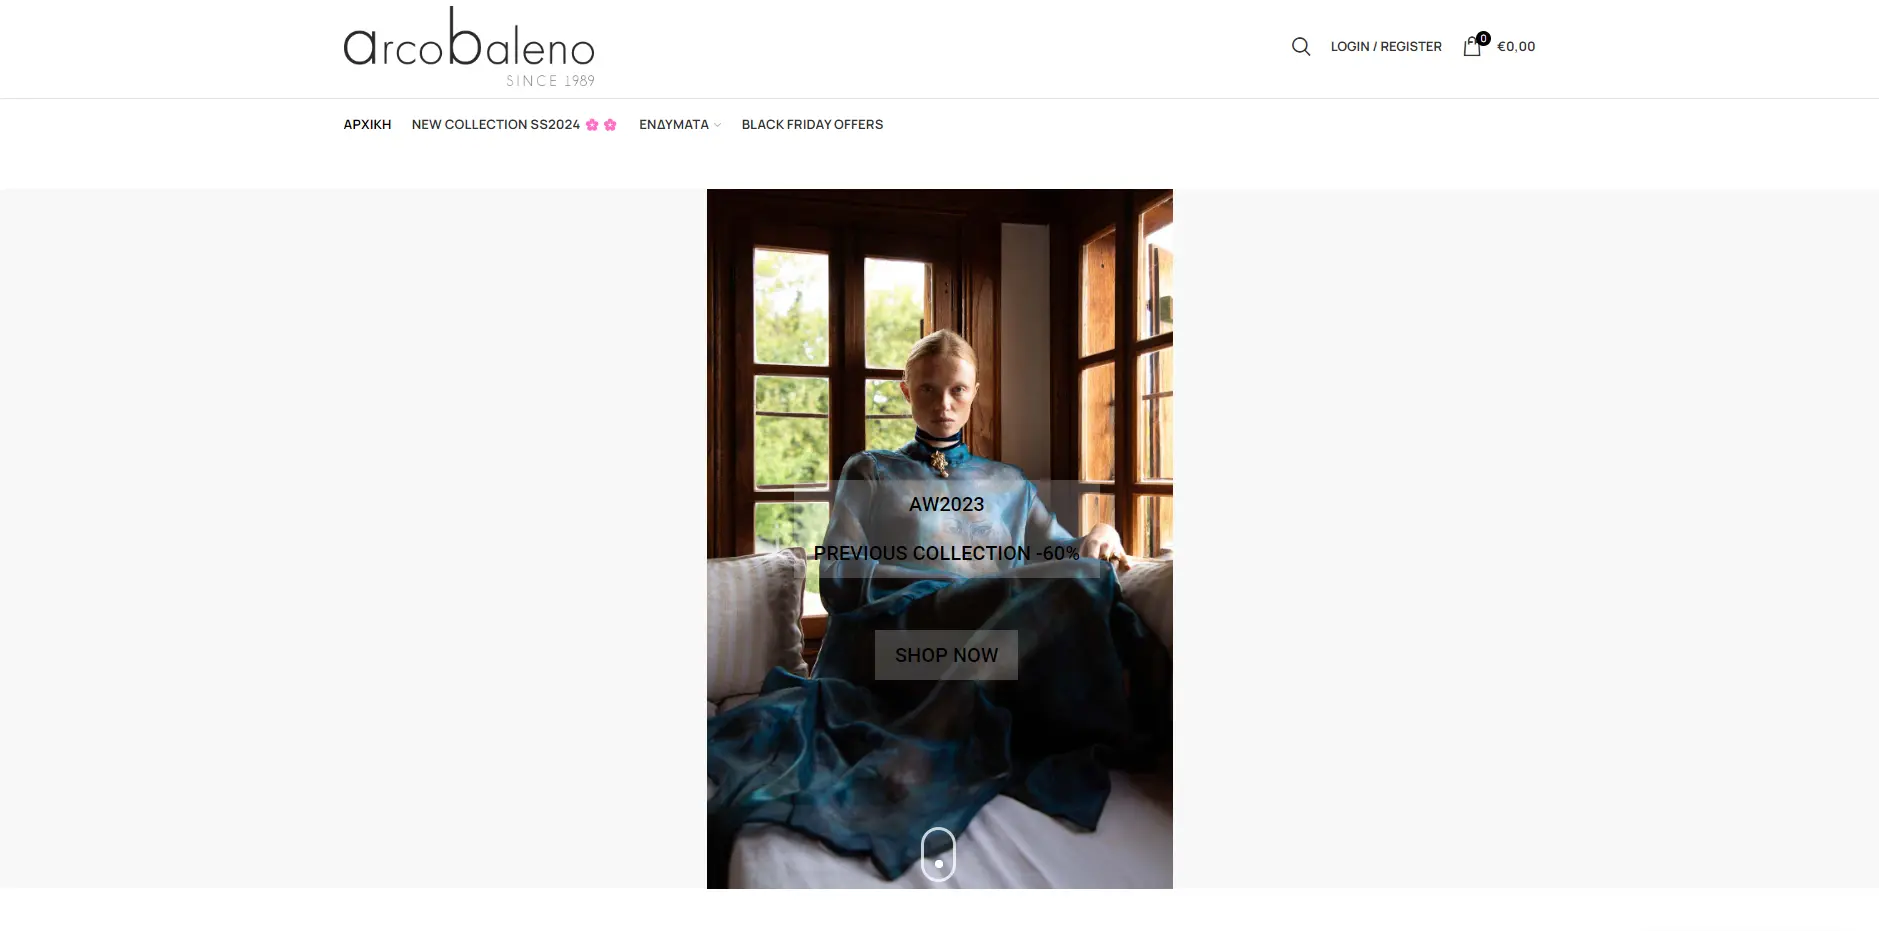 arcobaleno
SINCE 1989
LOGIN / REGISTER
0
€0,00
ΑΡΧΙΚΗ
NEW COLLECTION SS2024 🌸 🌸
ΕΝΔΥΜΑΤΑ
BLACK FRIDAY OFFERS
AW2023
PREVIOUS COLLECTION -60%
SHOP NOW